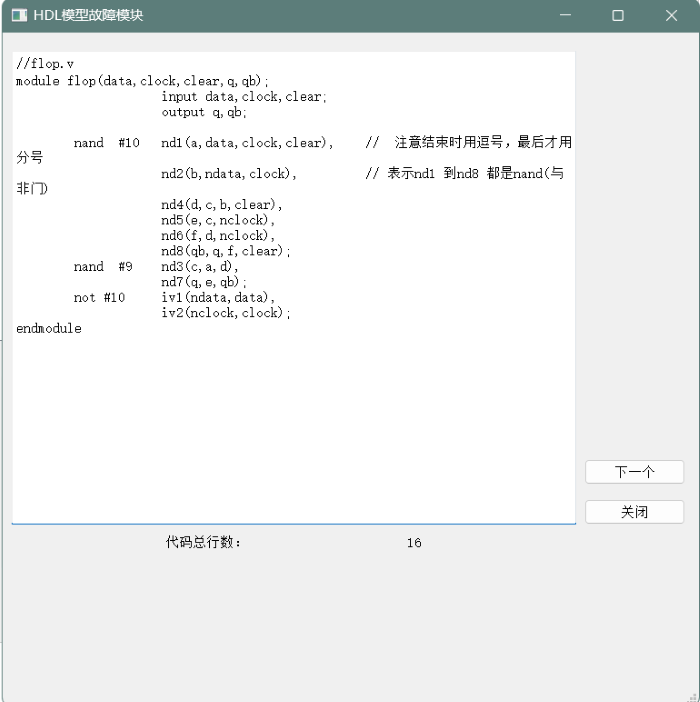 HDL模型故障模块
//flop.v
module flop(data,clock,clear,q,qb);
input data,clock,clear;
output q,qb;
nand #10 nd1(a,data,clock,clear), // 注意结束时用逗号，最后才用
分号
nd2(b,ndata,clock), // 表示nd1 到nd8 都是nand(与
非门)
nd4(d,c,b,clear),
nd5(e,c,nclock),
nd6(f,d,nclock),
nd8(qb,q,f,clear);
nand #9 nd3(c,a,d),
nd7(q,e,qb);
not #10 iv1(ndata,data),
iv2(nclock,clock);
endmodule
下一个
关闭
代码总行数： 16